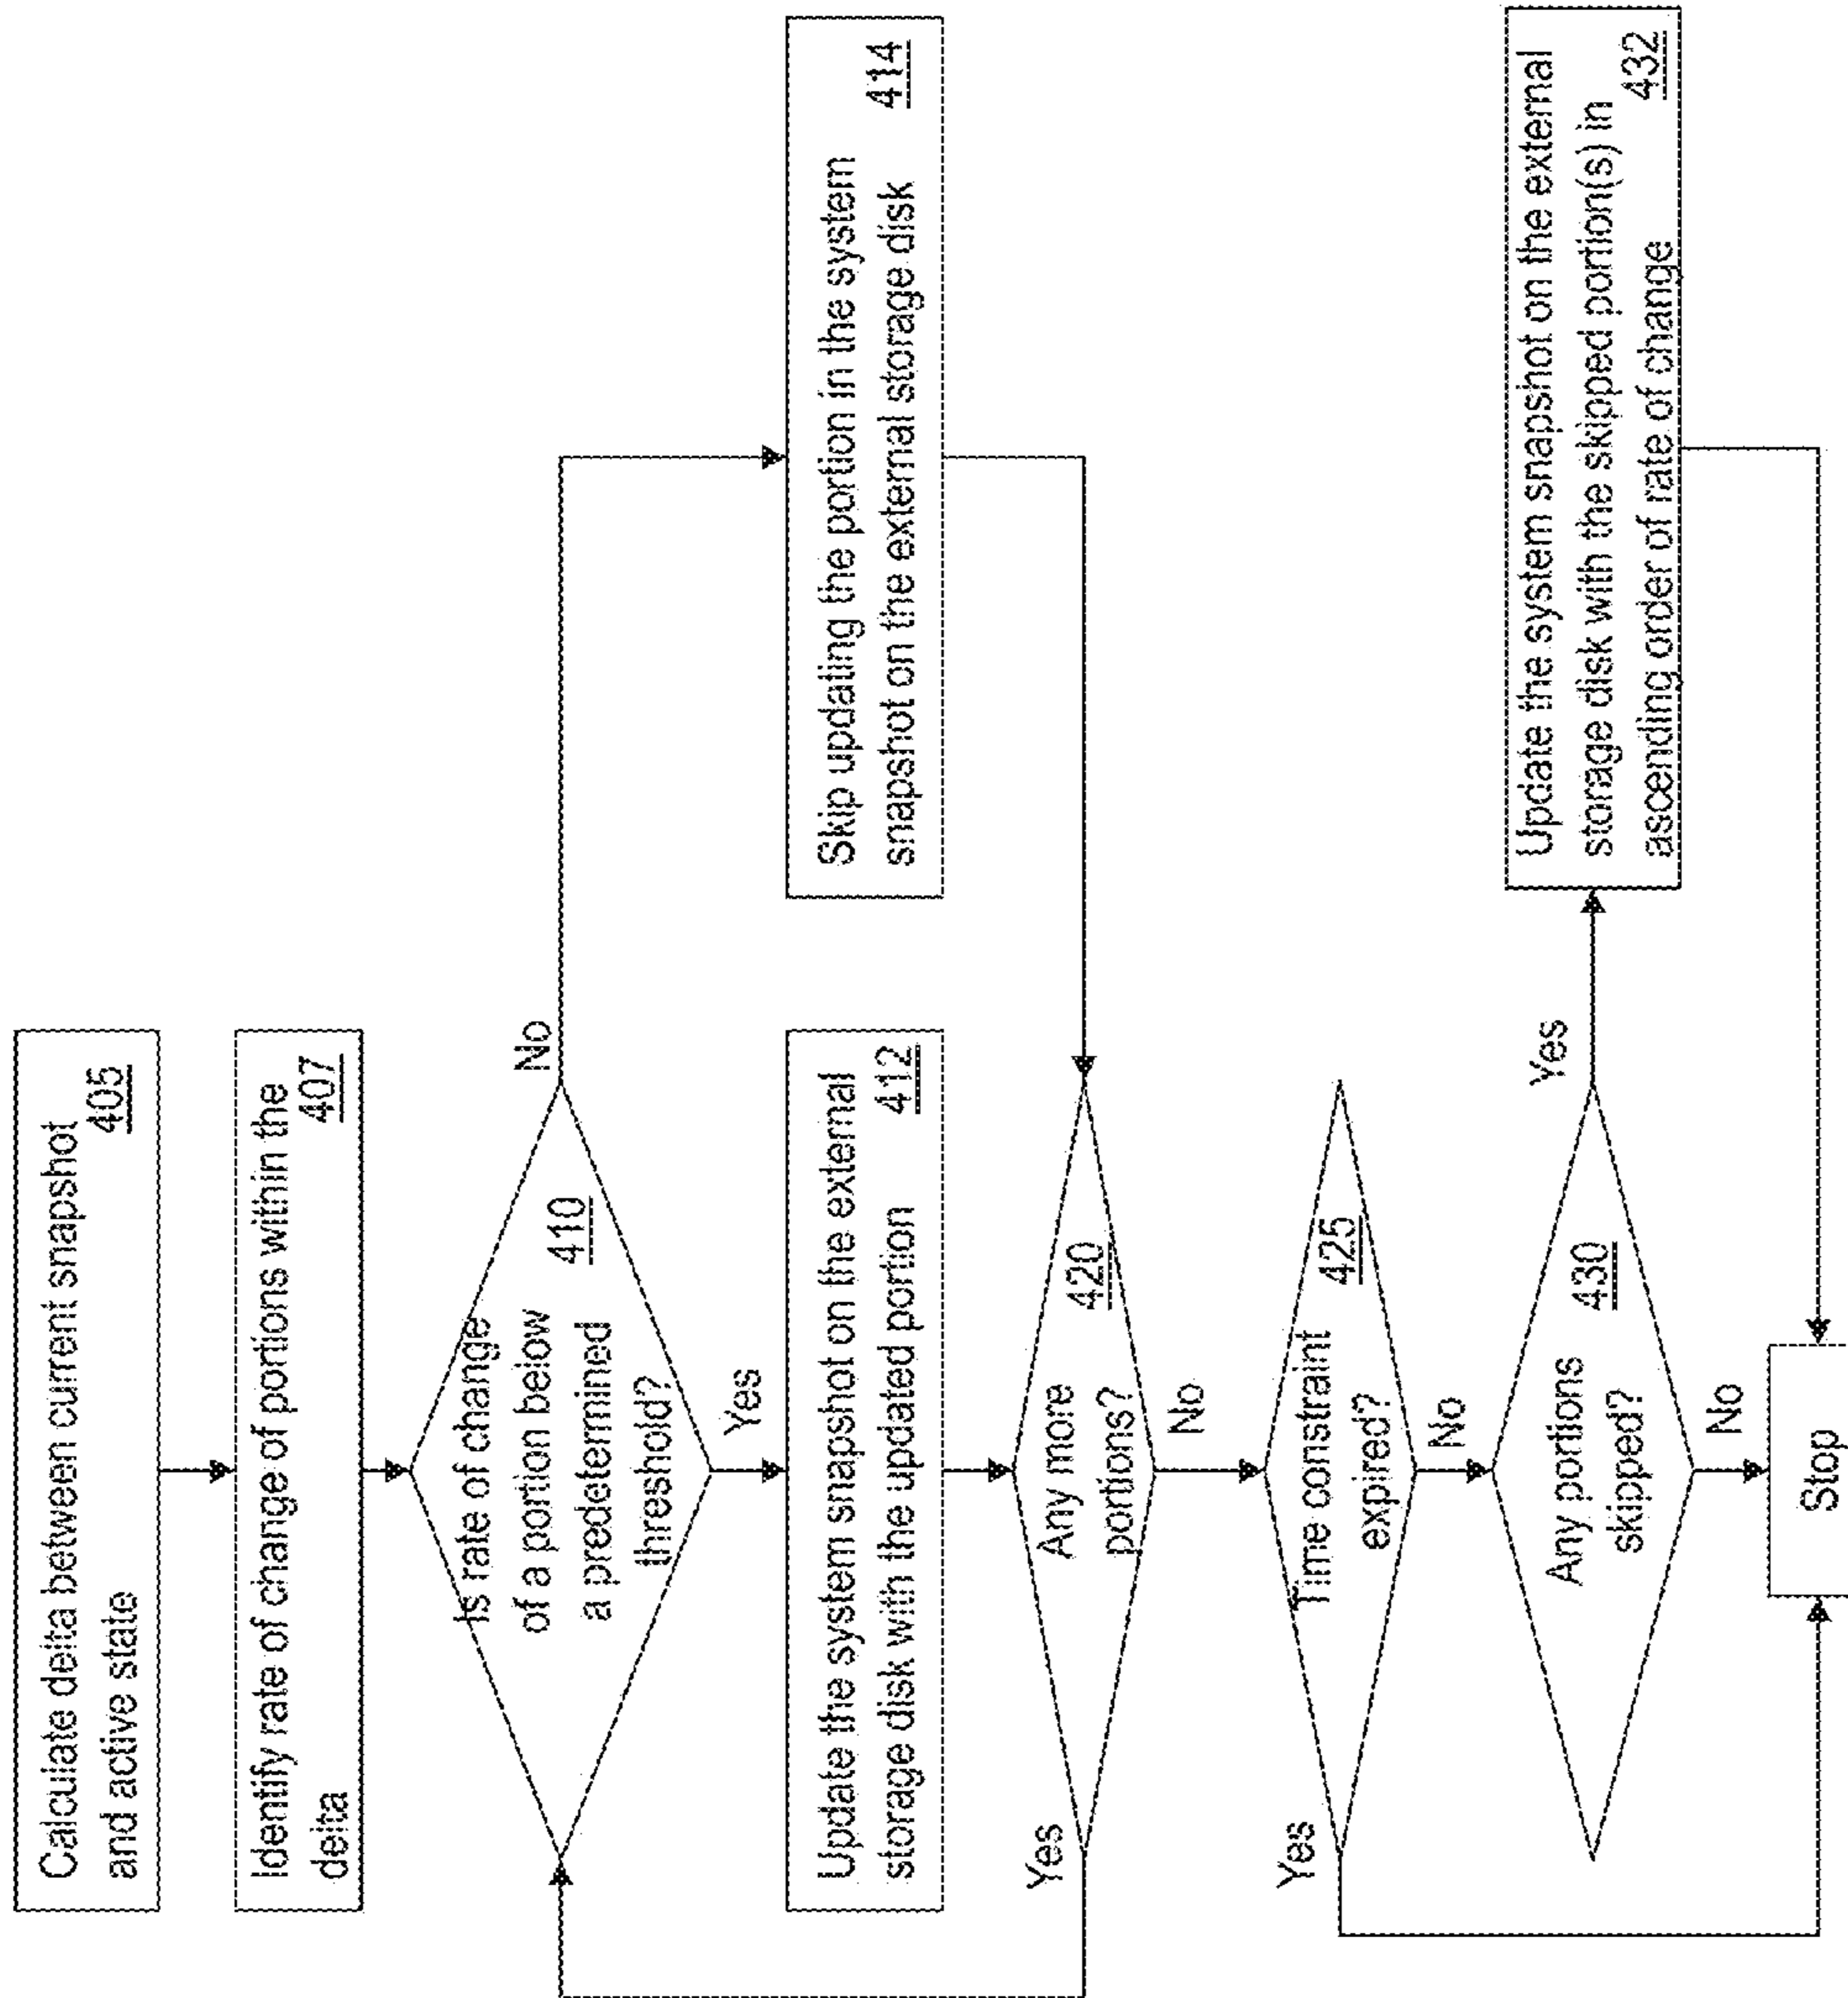 Calculate delta between current snapshot
and active state 405
Identify rate of change of portions within the
delta 407
Is rate of change
of a portion below
a predetermined
threshold?
410
No
Yes
Update the system snapshot on the external
storage disk with the updated portion 412
Skip updating the portion in the system
snapshot on the external storage disk 414
Any more
portions?
420
Yes
No
Time constraint
expired?
425
Yes
No
Any portions
skipped?
430
Yes
No
Update the system snapshot on the external
storage disk with the skipped portion(s) in
ascending order of rate of change 432
Stop